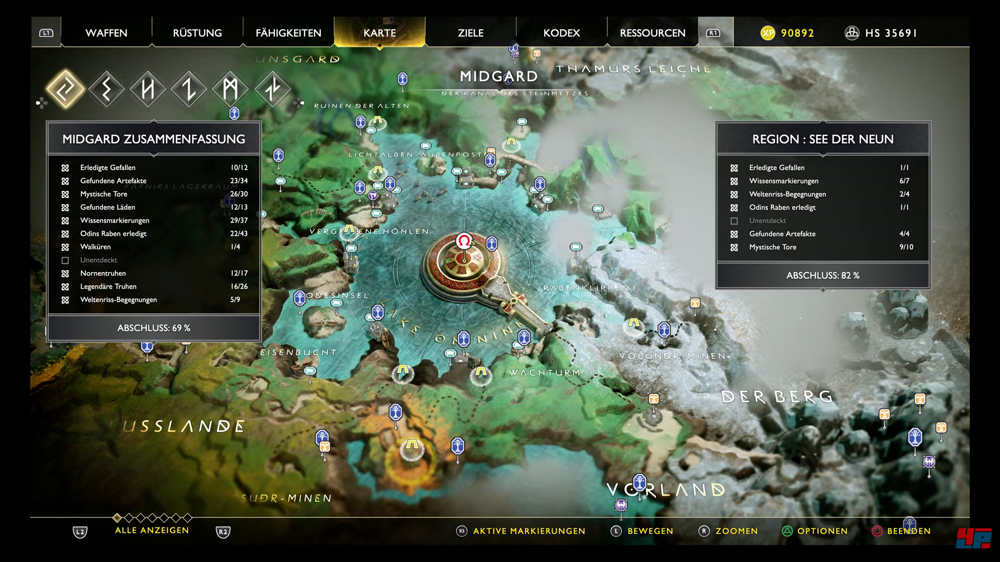 L1 WAFFEN RÜSTUNG FÄHIGKEITEN KARTE ZIELE KODEX RESSOURCEN R1 XP 90892 HS 35691
THAMURS LEICHE
MIDGARD
DER KANAL DES STEINMETZES
RUINEN DER ALTEN
MIDGARD ZUSAMMENFASSUNG
Erledigte Gefallen 10/12
Gefundene Artefakte 23/34
Mystische Tore 26/30
Gefundene Läden 12/13
Wissensmarkierungen 29/37
Odins Raben erledigt 22/43
Walküren 1/4
Unentdeckt
Nornentruhen 12/17
Legendäre Truhen 16/26
Weltenriss-Begegnungen 5/9
ABSCHLUSS: 69 %
FAFNIRS LAGERRAUM
LICHTALBEN-AUßENPOSTE
VERGESSENE HÖHLEN
REGION : SEE DER NEUN
Erledigte Gefallen 1/1
Wissensmarkierungen 6/7
Weltenriss-Begegnungen 2/4
Odins Raben erledigt 1/1
Unentdeckt
Gefundene Artefakte 4/4
Mystische Tore 9/10
ABSCHLUSS: 82 %
RABENKLIPPEN
ODESINSEL
LAKE OF NINE
EISENBUCHT
VÖLUNDR-MINEN
WACHTURM
DER BERG
USSLANDE
VORLAND
SUÐR-MINEN
L2 ALLE ANZEIGEN R2 R3 AKTIVE MARKIERUNGEN L BEWEGEN R ZOOMEN OPTIONEN BEENDEN
4P